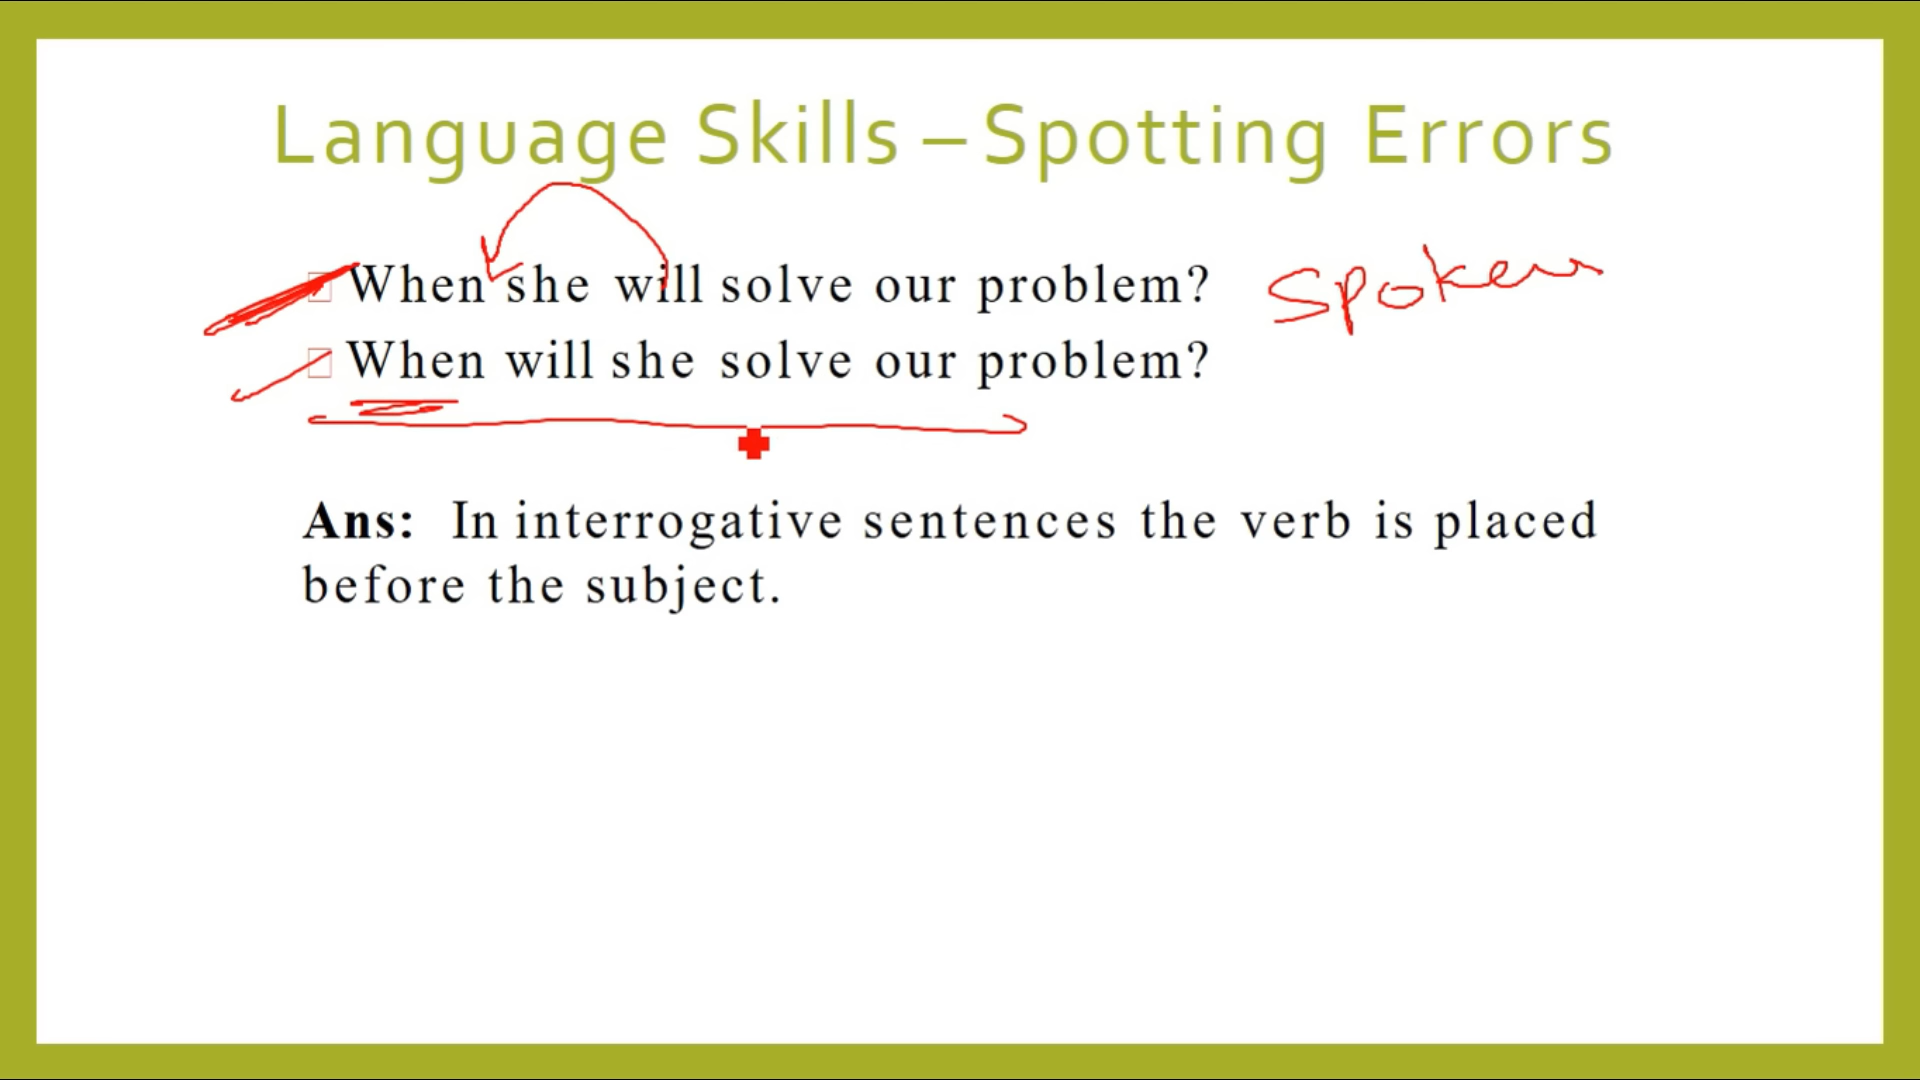 Language Skills – Spotting Errors
When she will solve our problem? Spoken
When will she solve our problem?
Ans: In interrogative sentences the verb is placed
before the subject.